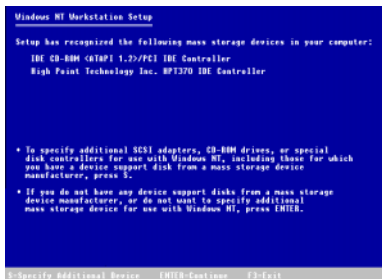 Windows NT Workstation Setup
Setup has recognized the following mass storage devices in your computer:
IDE CD-ROM (ATAPI 1.2)/PCI IDE Controller
High Point Technology Inc. HPT370 IDE Controller
• To specify additional SCSI adapters, CD-ROM drives, or special
disk controllers for use with Windows NT, including those for which
you have a device support disk from a mass storage device
manufacturer, press S.
• If you do not have any device support disks from a mass storage
device manufacturer, or do not want to specify additional
mass storage device for use with Windows NT, press ENTER.
S=Specify Additional Device ENTER=Continue F3=Exit